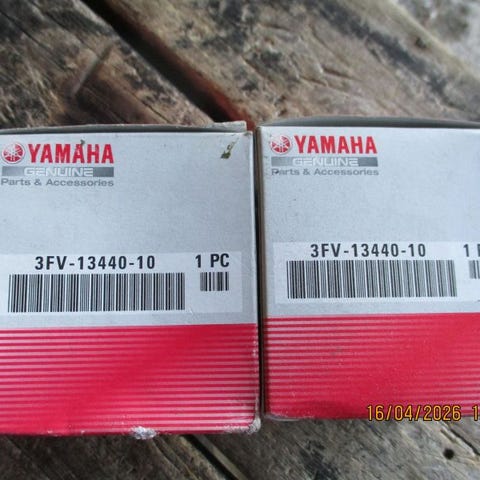 YAMAHA
GENUINE
Parts & Accessories
3FV-13440-10 1 PC
YAMAHA
GENUINE
Parts & Accessories
3FV-13440-10 1
16/04/2026